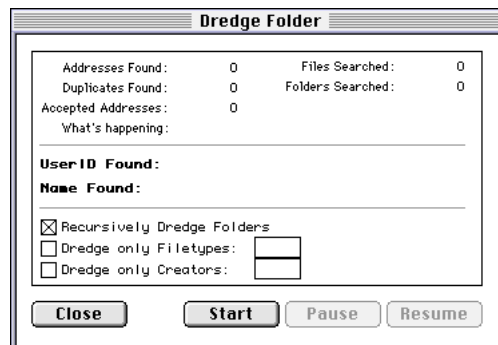 Dredge Folder
Addresses Found: 0 Files Searched: 0
Duplicates Found: 0 Folders Searched: 0
Accepted Addresses: 0
What's happening:
UserID Found:
Name Found:
Recursively Dredge Folders
Dredge only Filetypes:
Dredge only Creators:
Close Start Pause Resume